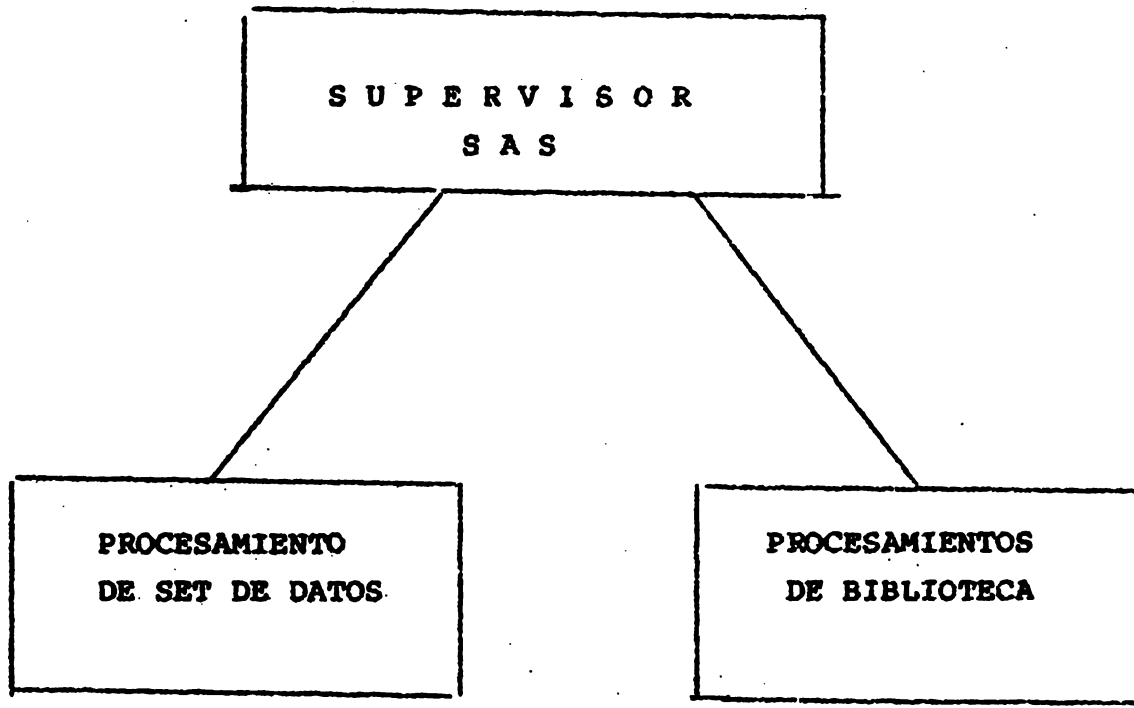 S U P E R V I S O R
S A S
PROCESAMIENTO
DE SET DE DATOS
PROCESAMIENTOS
DE BIBLIOTECA